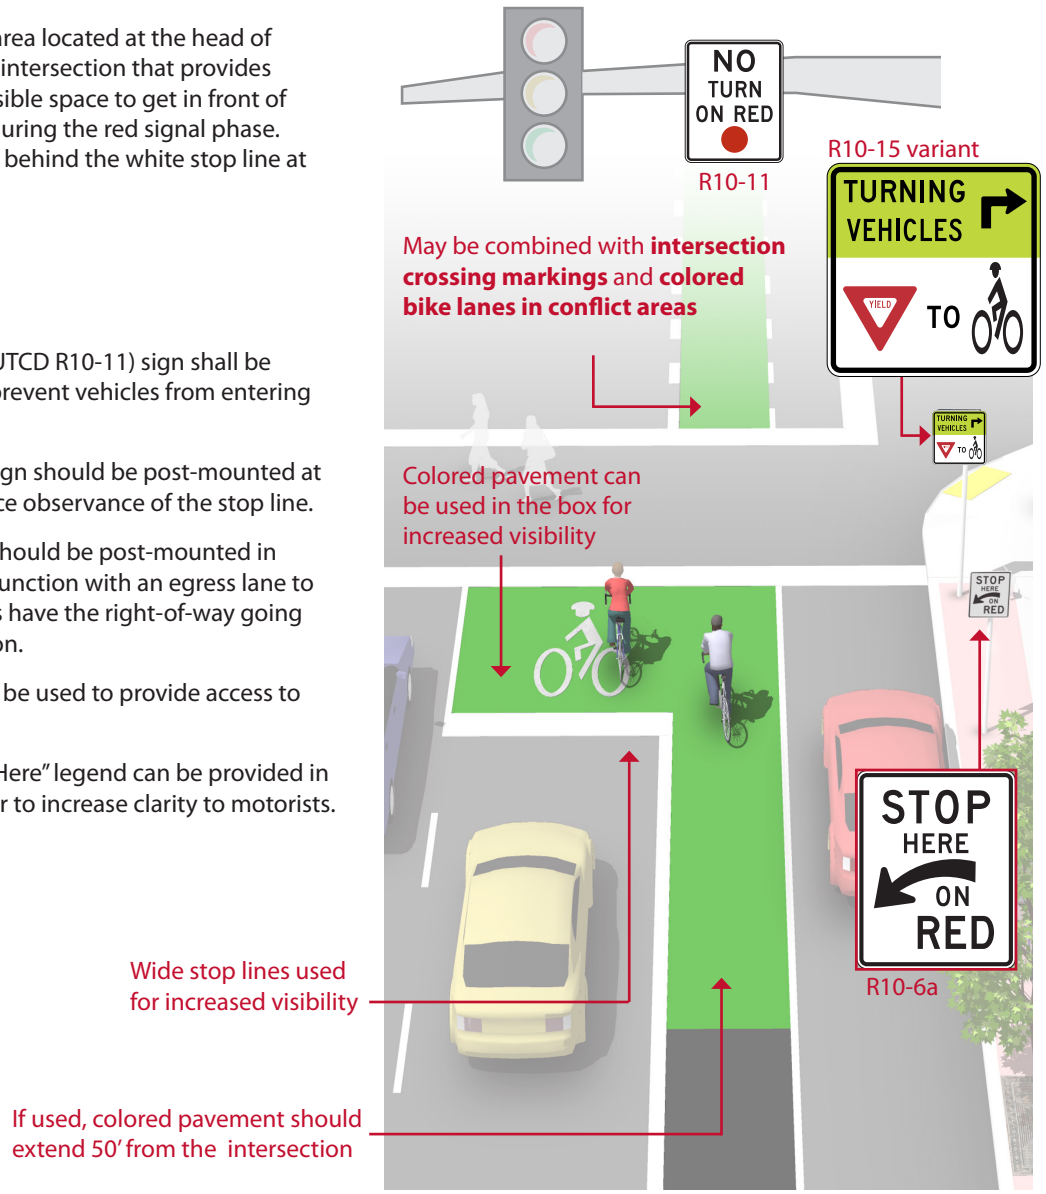 area located at the head of
intersection that provides
sible space to get in front of
uring the red signal phase.
behind the white stop line at
UTCD R10-11) sign shall be
prevent vehicles from entering
ign should be post-mounted at
ce observance of the stop line.
should be post-mounted in
unction with an egress lane to
s have the right-of-way going
on.
be used to provide access to
Here” legend can be provided in
r to increase clarity to motorists.
NO
TURN
ON RED
R10-11
R10-15 variant
TURNING
VEHICLES
YIELD
TO
May be combined with intersection
crossing markings and colored
bike lanes in conflict areas
TURNING
VEHICLES
TO
Colored pavement can
be used in the box for
increased visibility
STOP
HERE
ON
RED
STOP
HERE
ON
RED
R10-6a
Wide stop lines used
for increased visibility
If used, colored pavement should
extend 50’ from the intersection